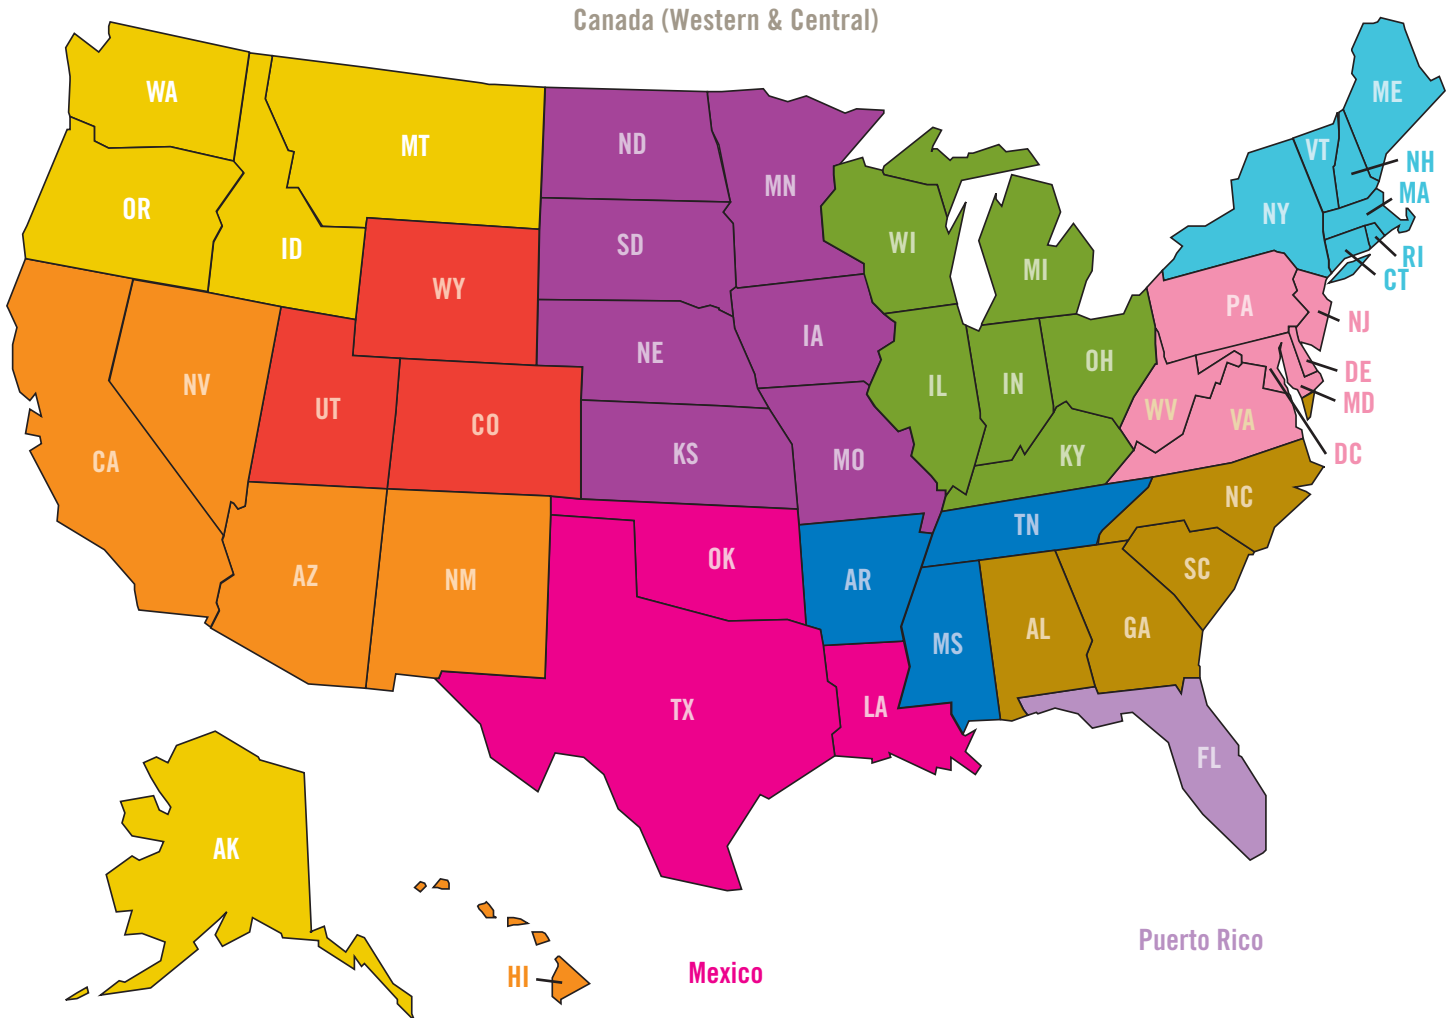 Canada (Western & Central)
WA
MT
ND
MN
ME
VT
NH
MA
OR
ID
SD
WI
MI
NY
RI
CT
WY
NE
IA
PA
NJ
NV
UT
CO
IL
IN
OH
DE
MD
CA
KS
MO
KY
WV
VA
DC
AZ
NM
OK
AR
TN
NC
SC
TX
LA
MS
AL
GA
FL
AK
HI
Mexico
Puerto Rico